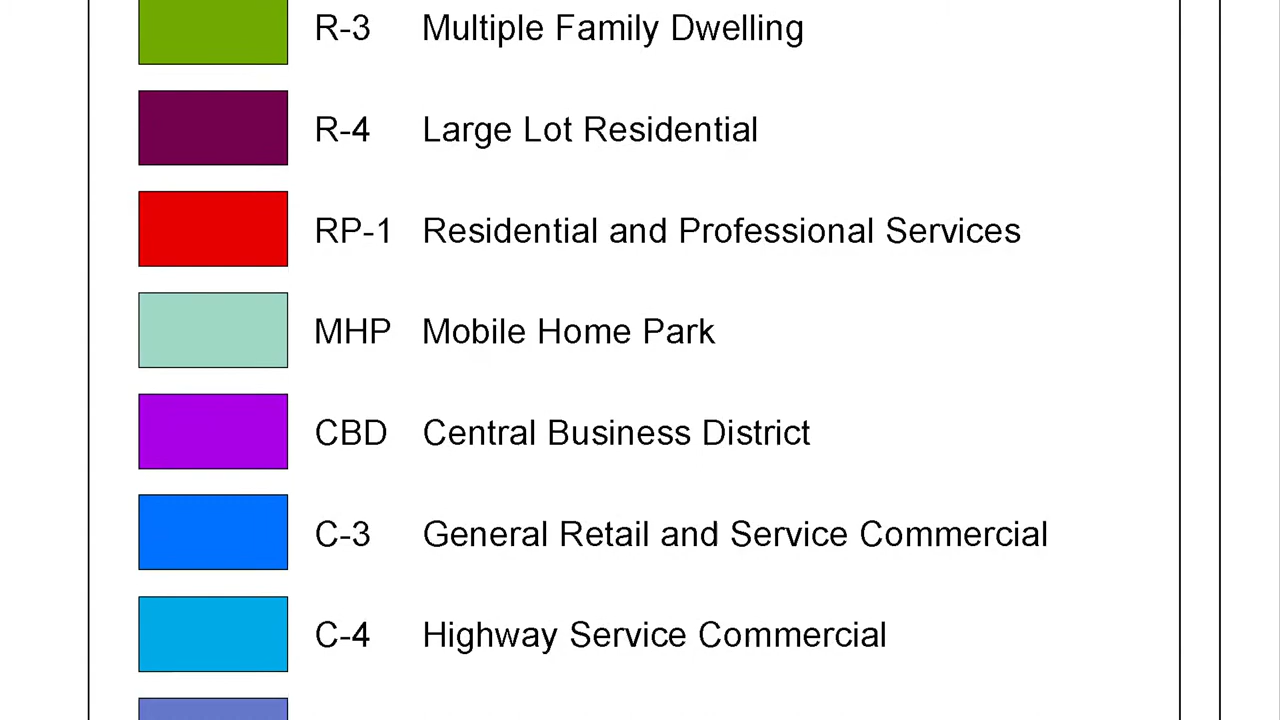 R-3 Multiple Family Dwelling
R-4 Large Lot Residential
RP-1 Residential and Professional Services
MHP Mobile Home Park
CBD Central Business District
C-3 General Retail and Service Commercial
C-4 Highway Service Commercial